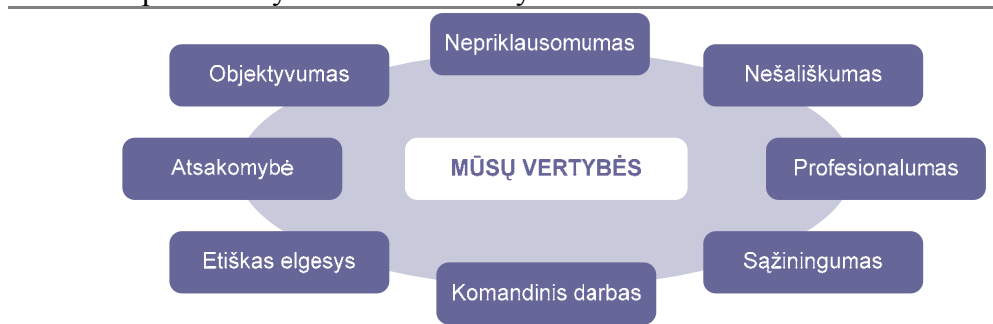 Nepriklausomumas
Objektyvumas
Nešališkumas
Atsakomybė
MŪSŲ VERTYBĖS
Profesionalumas
Etiškas elgesys
Sąžiningumas
Komandinis darbas